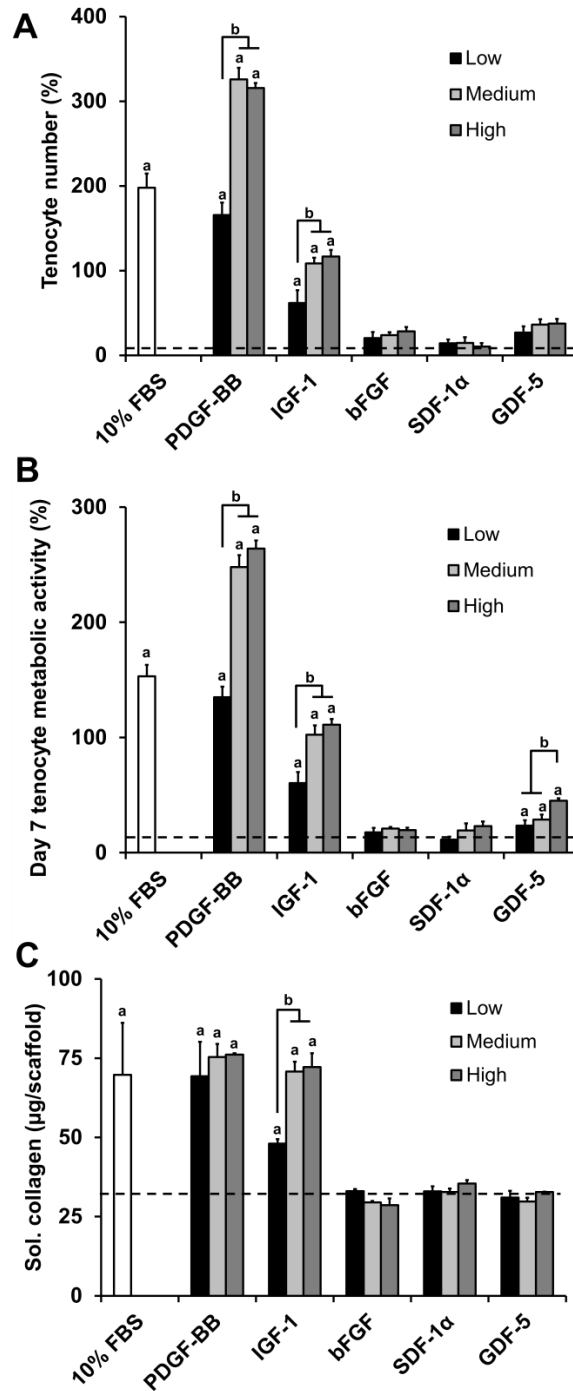 A
Tenocyte number (%)
400
300
200
100
0
a
a
b
a
a
a
b
a
a
Low
Medium
High
10% FBS
PDGF-BB
IGF-1
bFGF
SDF-1α
GDF-5
B
Day 7 tenocyte metabolic activity (%)
300
200
100
0
a
a
b
a
a
a
b
a
a
a
a
b
a
Low
Medium
High
10% FBS
PDGF-BB
IGF-1
bFGF
SDF-1α
GDF-5
C
Sol. collagen (μg/scaffold)
100
75
50
25
0
a
a
a
a
a
b
a
a
Low
Medium
High
10% FBS
PDGF-BB
IGF-1
bFGF
SDF-1α
GDF-5